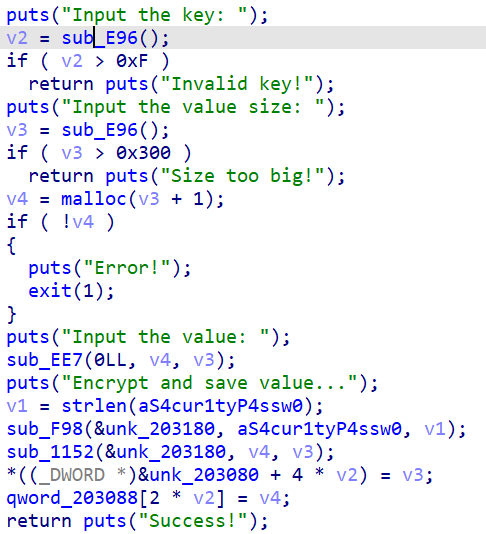 puts("Input the key: ");
v2 = sub_E96();
if ( v2 > 0xF )
return puts("Invalid key!");
puts("Input the value size: ");
v3 = sub_E96();
if ( v3 > 0x300 )
return puts("Size too big!");
v4 = malloc(v3 + 1);
if ( !v4 )
{
puts("Error!");
exit(1);
}
puts("Input the value: ");
sub_EE7(0LL, v4, v3);
puts("Encrypt and save value...");
v1 = strlen(aS4cur1tyP4ssw0);
sub_F98(&unk_203180, aS4cur1tyP4ssw0, v1);
sub_1152(&unk_203180, v4, v3);
*((_DWORD *)&unk_203080 + 4 * v2) = v3;
qword_203088[2 * v2] = v4;
return puts("Success!");